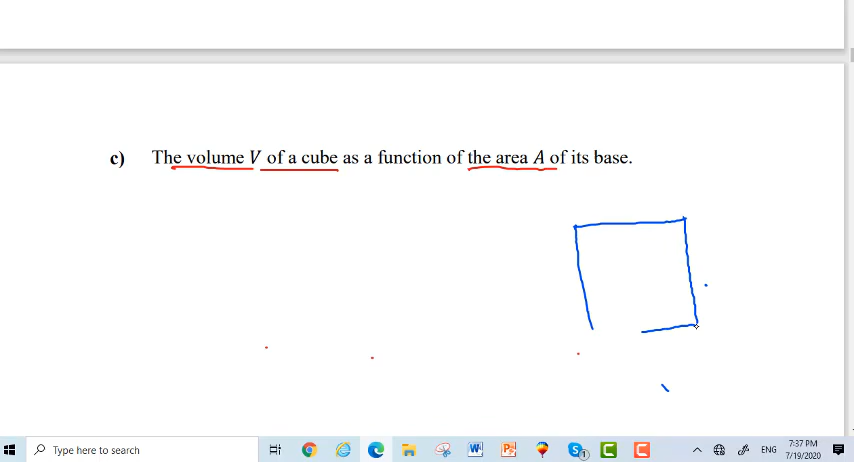 c) The volume V of a cube as a function of the area A of its base.
Type here to search
ENG
7:37 PM
7/19/2020